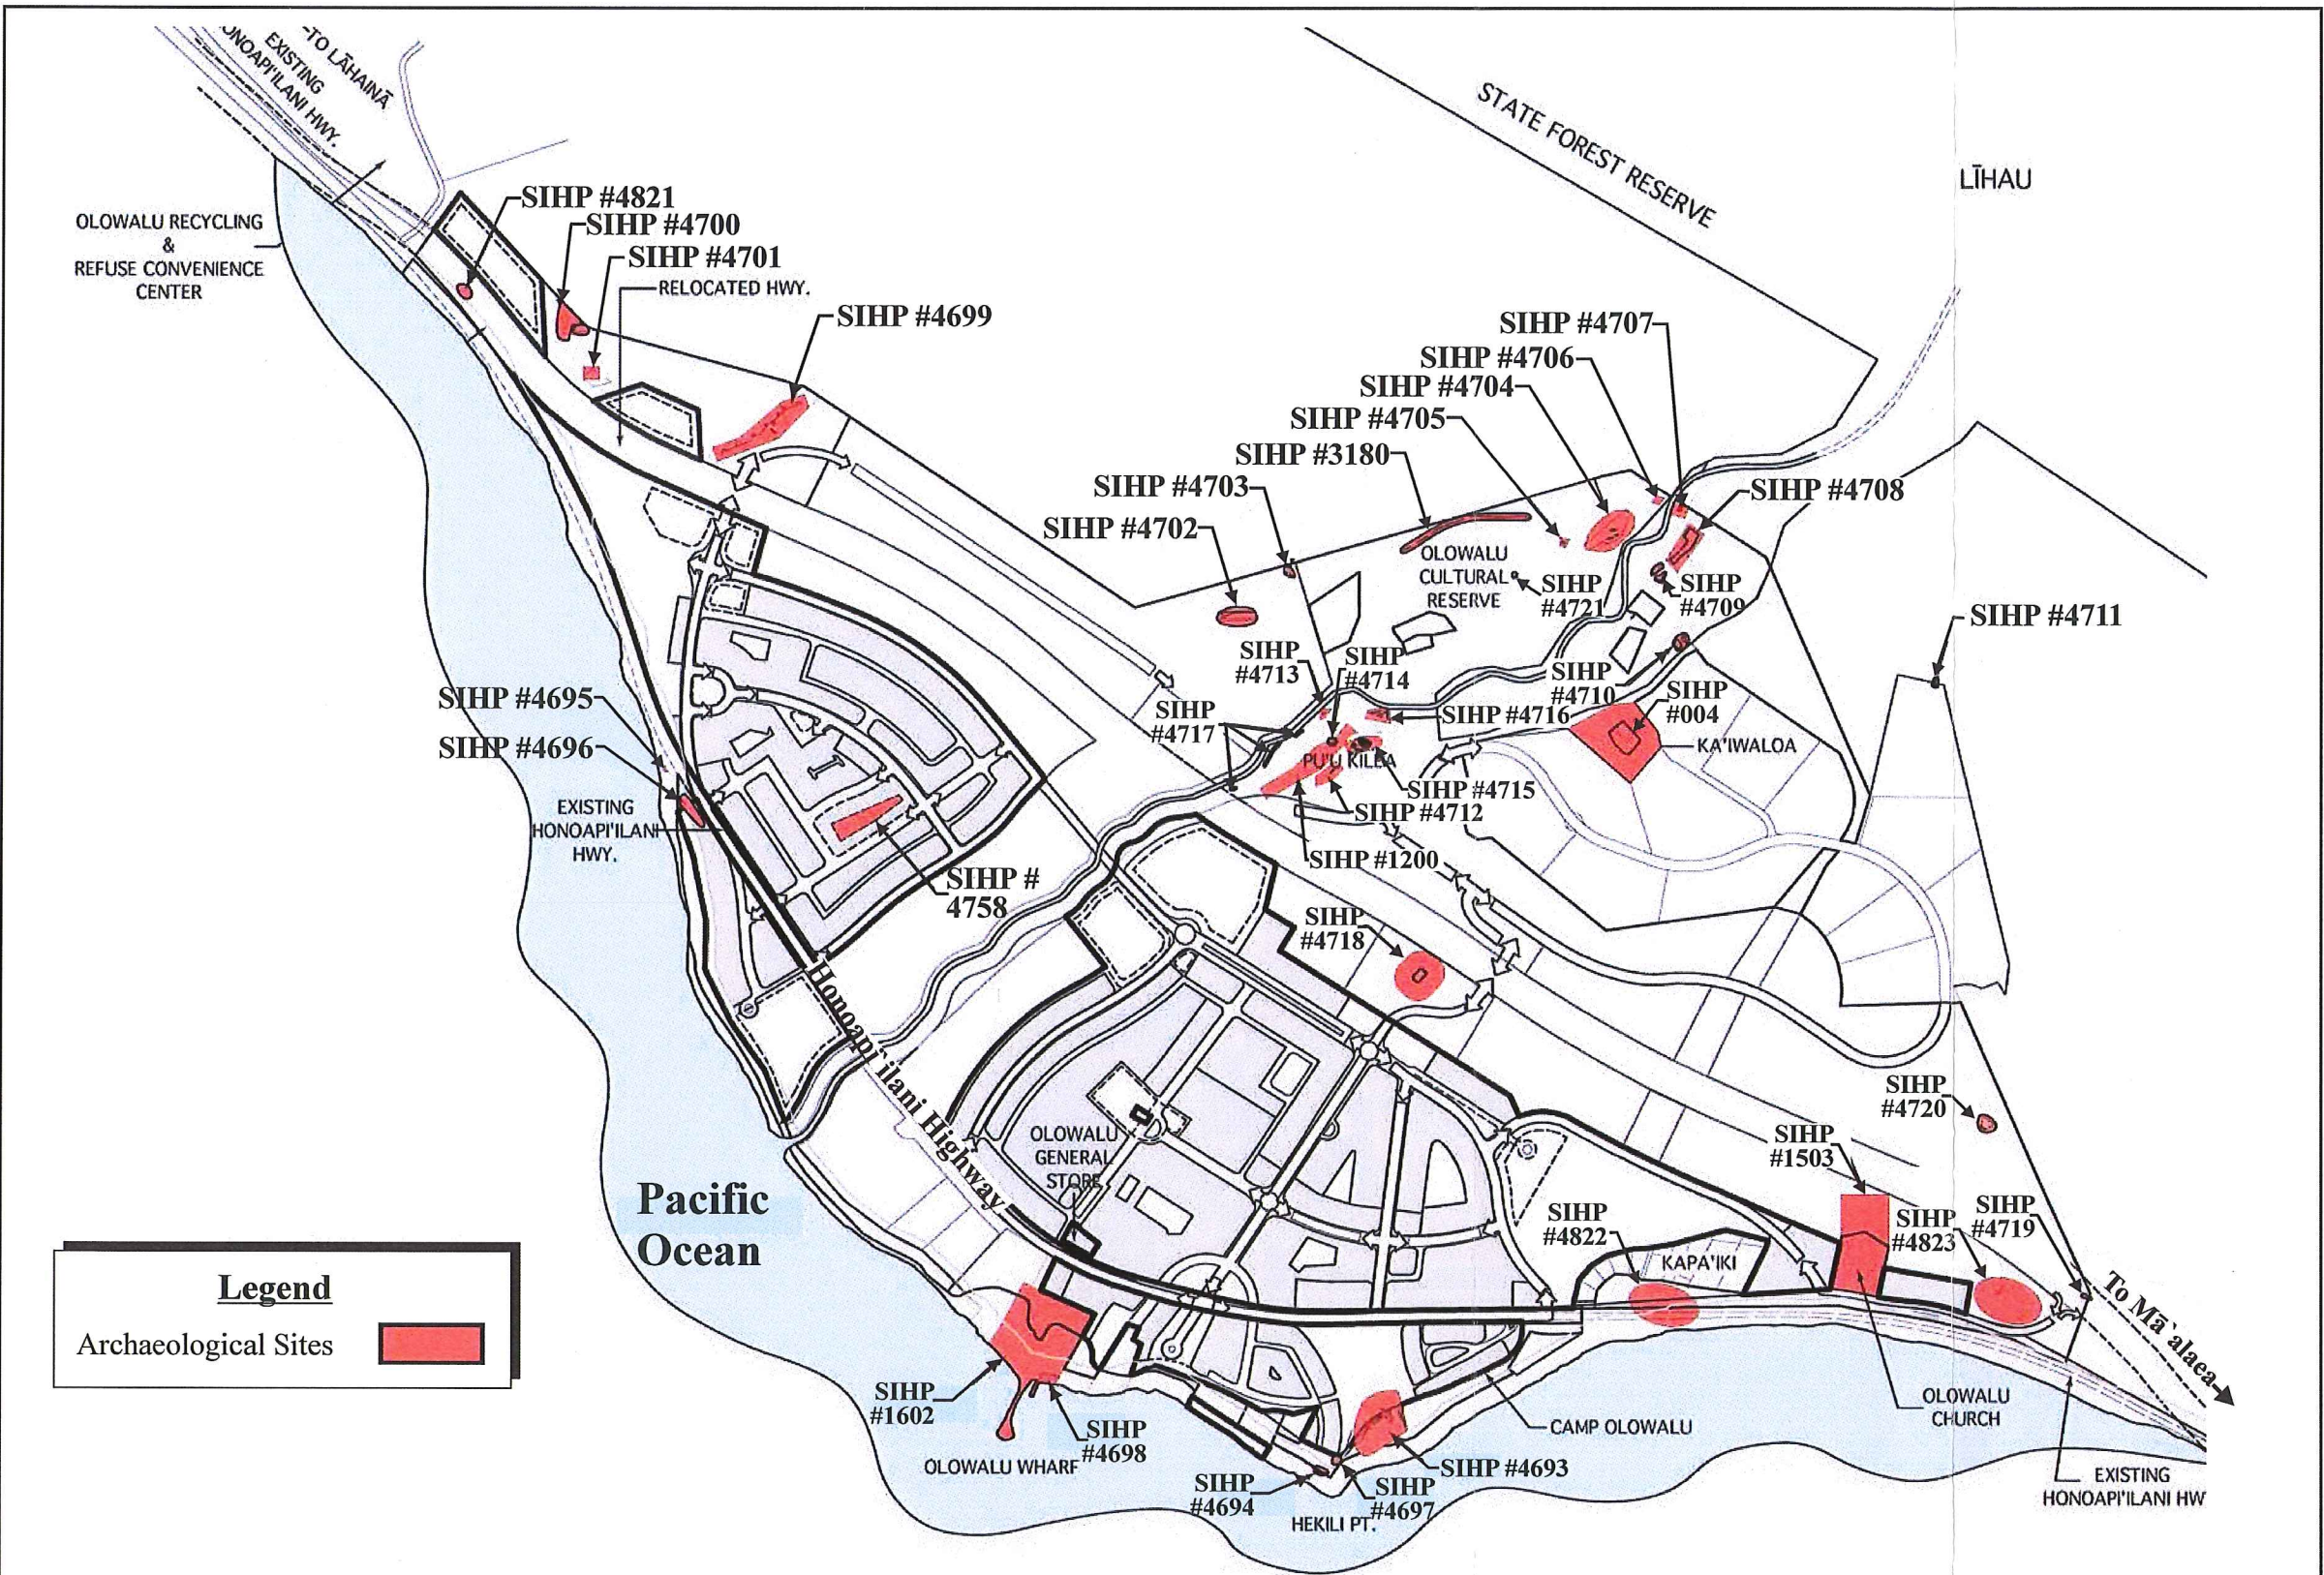 -TO LĀHAINĀ
EXISTING
HONOAPI'ILANI HWY.
STATE FOREST RESERVE
LĪHAU
OLOWALU RECYCLING
&
REFUSE CONVENIENCE
CENTER
SIHP #4821
SIHP #4700
SIHP #4701
RELOCATED HWY.
SIHP #4699
SIHP #4707
SIHP #4706
SIHP #4704
SIHP #4705
SIHP #3180
SIHP #4703
SIHP #4702
SIHP #4708
OLOWALU
CULTURAL
RESERVE
SIHP
#4721
SIHP
#4709
SIHP #4711
SIHP
#4713
SIHP
#4714
SIHP
#4710
SIHP
#004
SIHP #4716
KA'IWALOA
SIHP
#4717
PU'U KILEA
SIHP #4715
SIHP #4712
SIHP #1200
SIHP #4695
SIHP #4696
EXISTING
HONOAPI'ILANI
HWY.
SIHP #
4758
SIHP
#4718
Honoapi`ilani Highway
OLOWALU
GENERAL
STORE
SIHP
#4720
SIHP
#1503
SIHP
#4822
KAPA'IKI
SIHP
#4823
SIHP
#4719
To Mā`alaea
Pacific
Ocean
Legend
Archaeological Sites
SIHP
#1602
SIHP
#4698
OLOWALU WHARF
CAMP OLOWALU
OLOWALU
CHURCH
SIHP #4693
SIHP
#4694
SIHP
#4697
HEKILI PT.
EXISTING
HONOAPI'ILANI HW